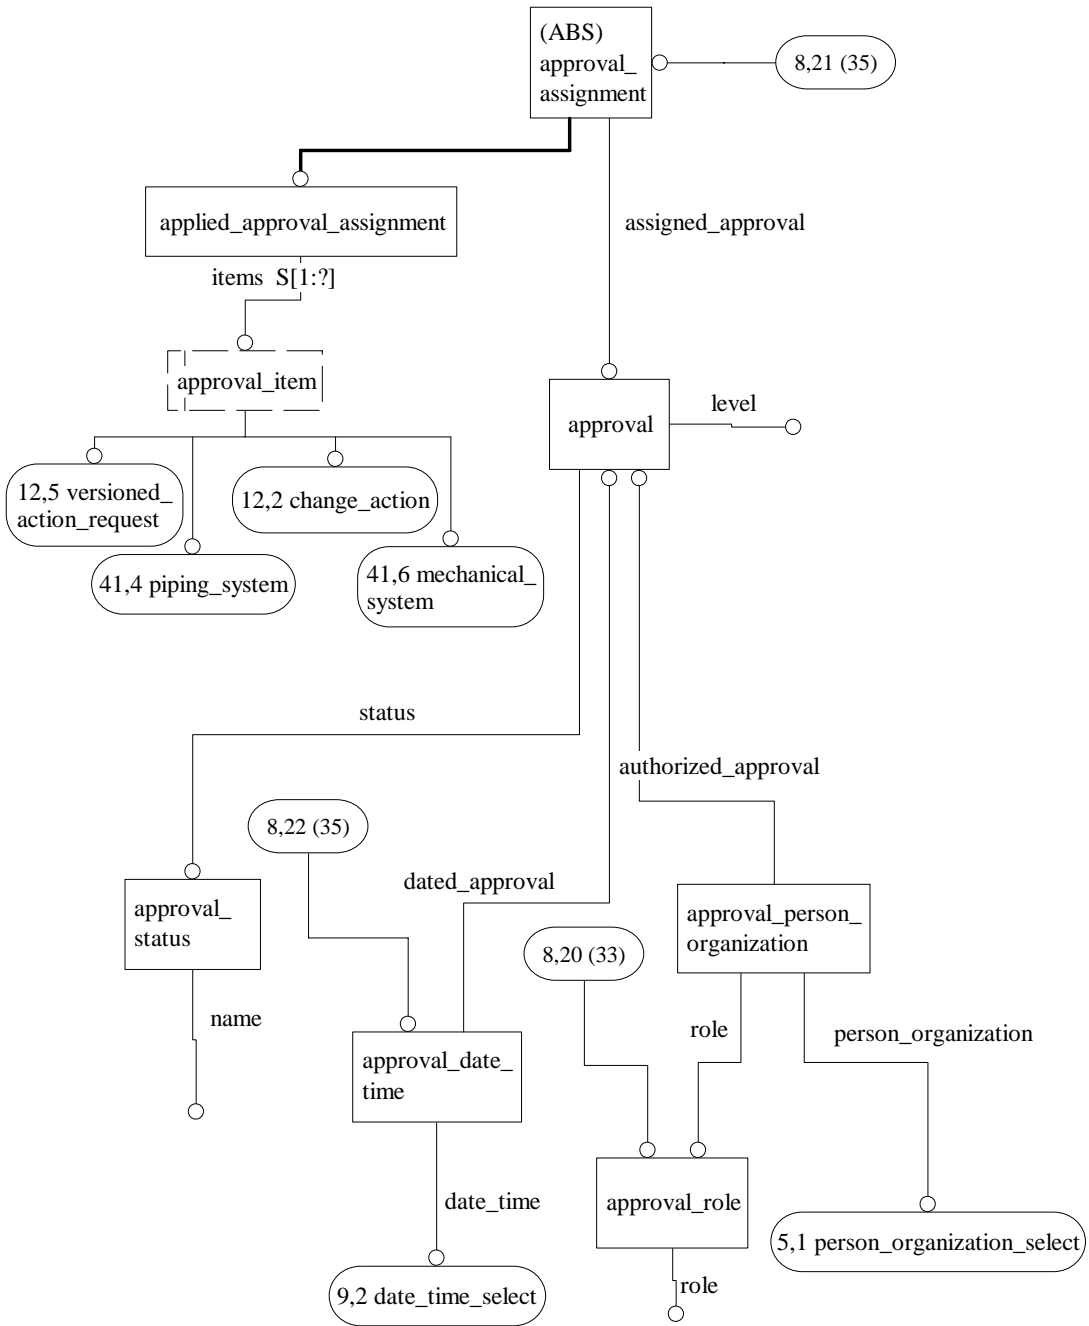 (ABS)
approval_
assignment
8,21 (35)
applied_approval_assignment
assigned_approval
items  S[1:?]
approval_item
level
approval
12,5 versioned_
action_request
12,2 change_action
41,4 piping_system
41,6 mechanical_
system
status
authorized_approval
8,22 (35)
dated_approval
approval_
status
approval_person_
organization
8,20 (33)
name
role
person_organization
approval_date_
time
date_time
approval_role
5,1 person_organization_select
role
9,2 date_time_select